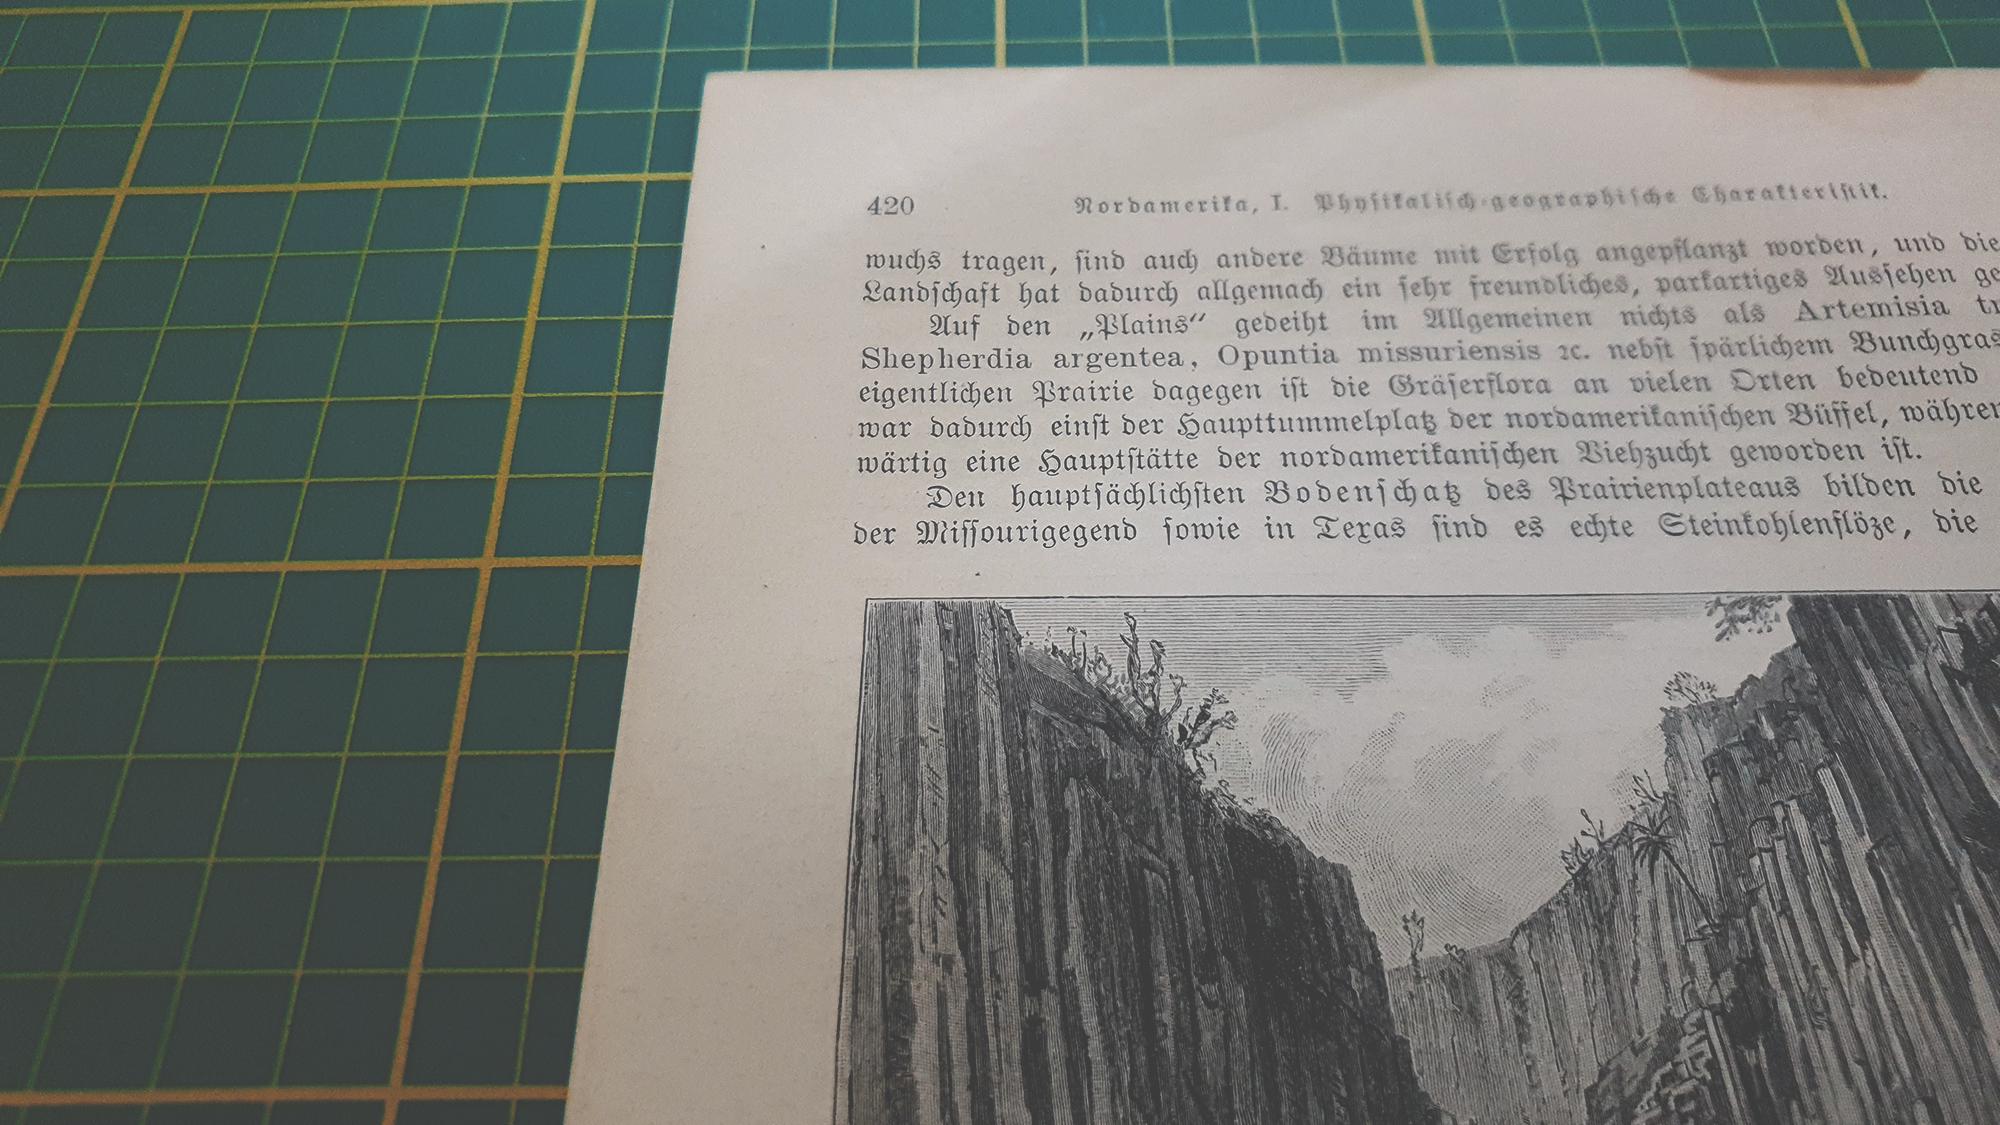 420 Nordamerika, I. Physikalisch-geographische Charakteristik.
wuchs tragen, sind auch andere Bäume mit Erfolg angepflanzt worden, und die
Landschaft hat dadurch allgemach ein sehr freundliches, parkartiges Aussehen ge
Auf den „Plains“ gedeiht im Allgemeinen nichts als Artemisia tr
Shepherdia argentea, Opuntia missuriensis ꝛc. nebst spärlichem Bunchgras
eigentlichen Prairie dagegen ist die Gräserflora an vielen Orten bedeutend
war dadurch einst der Haupttummelplatz der nordamerikanischen Büffel, währen
wärtig eine Hauptstätte der nordamerikanischen Viehzucht geworden ist.
Den hauptsächlichsten Bodenschatz des Prairienplateaus bilden die
der Missourigegend sowie in Texas sind es echte Steinkohlenflöze, die